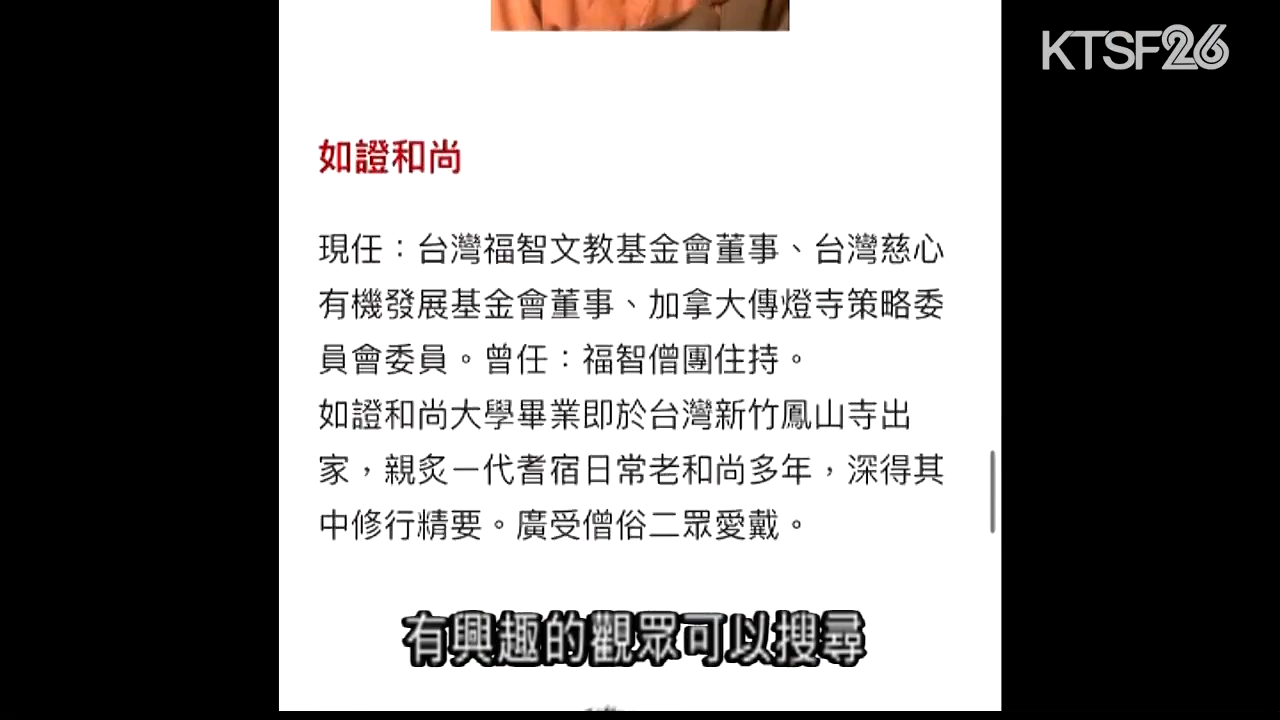 KTSF26
如證和尚
現任：台灣福智文教基金會董事、台灣慈心
有機發展基金會董事、加拿大傳燈寺策略委
員會委員。曾任：福智僧團住持。
如證和尚大學畢業即於台灣新竹鳳山寺出
家，親炙一代耆宿日常老和尚多年，深得其
中修行精要。廣受僧俗二眾愛戴。
有興趣的觀眾可以搜尋